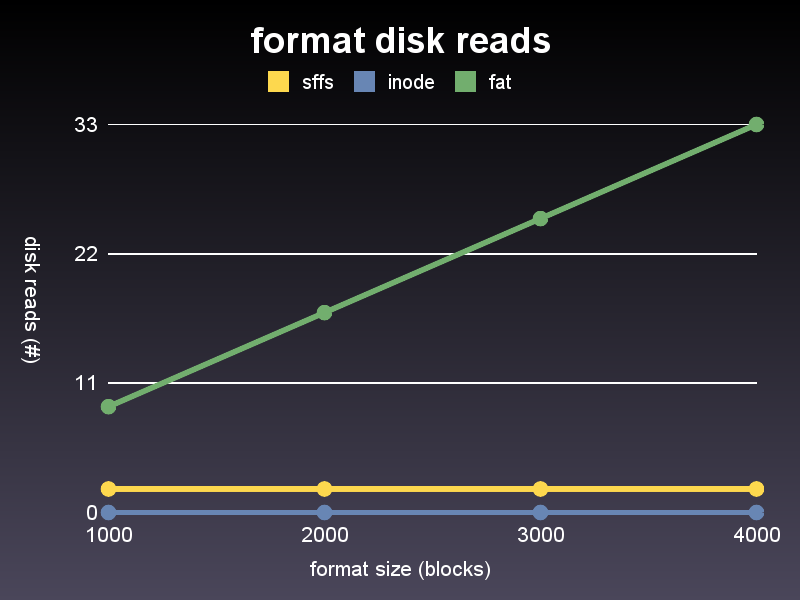 format disk reads
sffs inode fat
33
22
11
0
disk reads (#)
1000 2000 3000 4000
format size (blocks)